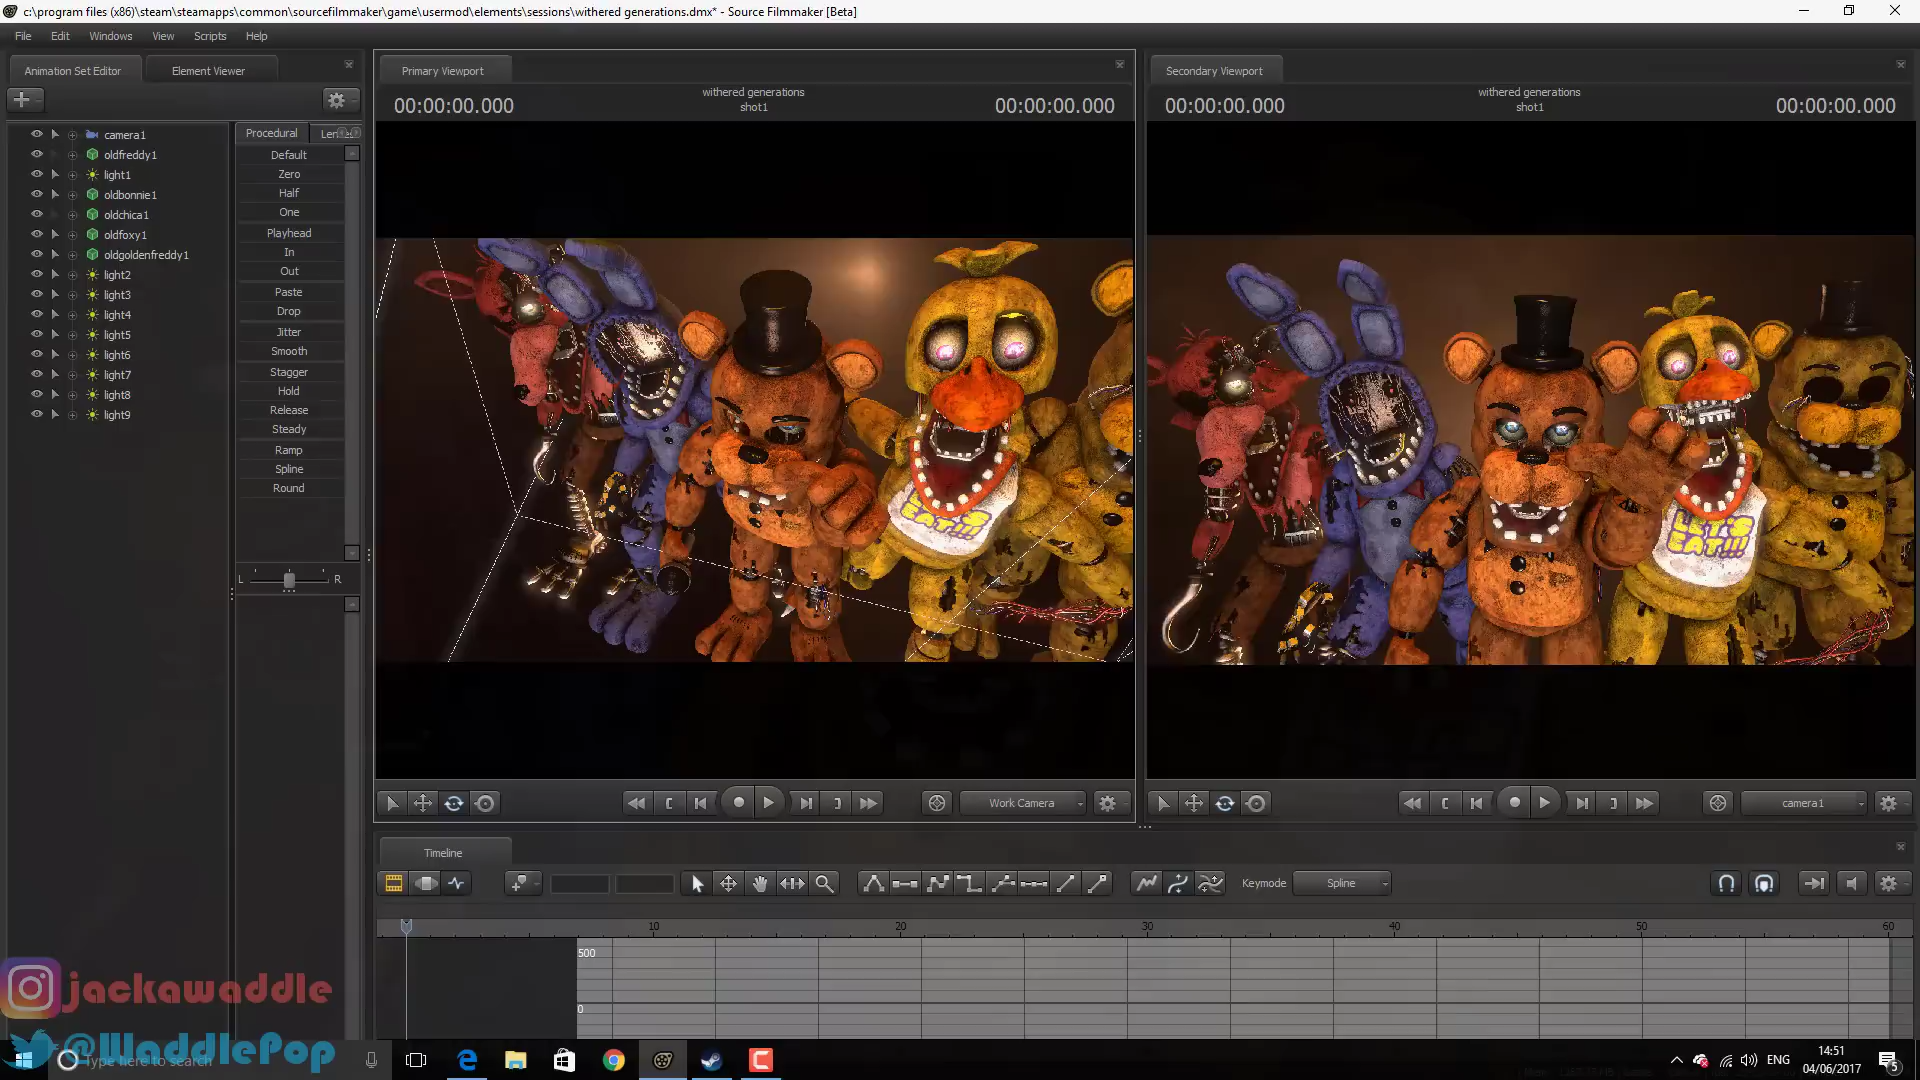 c:\program files (x86)\steam\steamapps\common\sourcefilmmaker\game\usermod\elements\sessions\withered generations.dmx* - Source Filmmaker [Beta]
File Edit Windows View Scripts Help
Animation Set Editor Element Viewer
Primary Viewport
Secondary Viewport
00:00:00.000
withered generations
shot1
00:00:00.000
00:00:00.000
withered generations
shot1
00:00:00.000
camera1
oldfreddy1
light1
oldbonnie1
oldchica1
oldfoxy1
oldgoldenfreddy1
light2
light3
light4
light5
light6
light7
light8
light9
Procedural
Default
Zero
Half
One
Playhead
In
Out
Paste
Drop
Jitter
Smooth
Stagger
Hold
Release
Steady
Ramp
Spline
Round
L R
LET'S
EAT!!!
LET'S
EAT!!!
Work Camera
camera1
Timeline
Keymode Spline
10 20 30 40 50 60
500
0
jackawaddle
@WaddlePop
Type here to search
ENG
14:51
04/06/2017
5